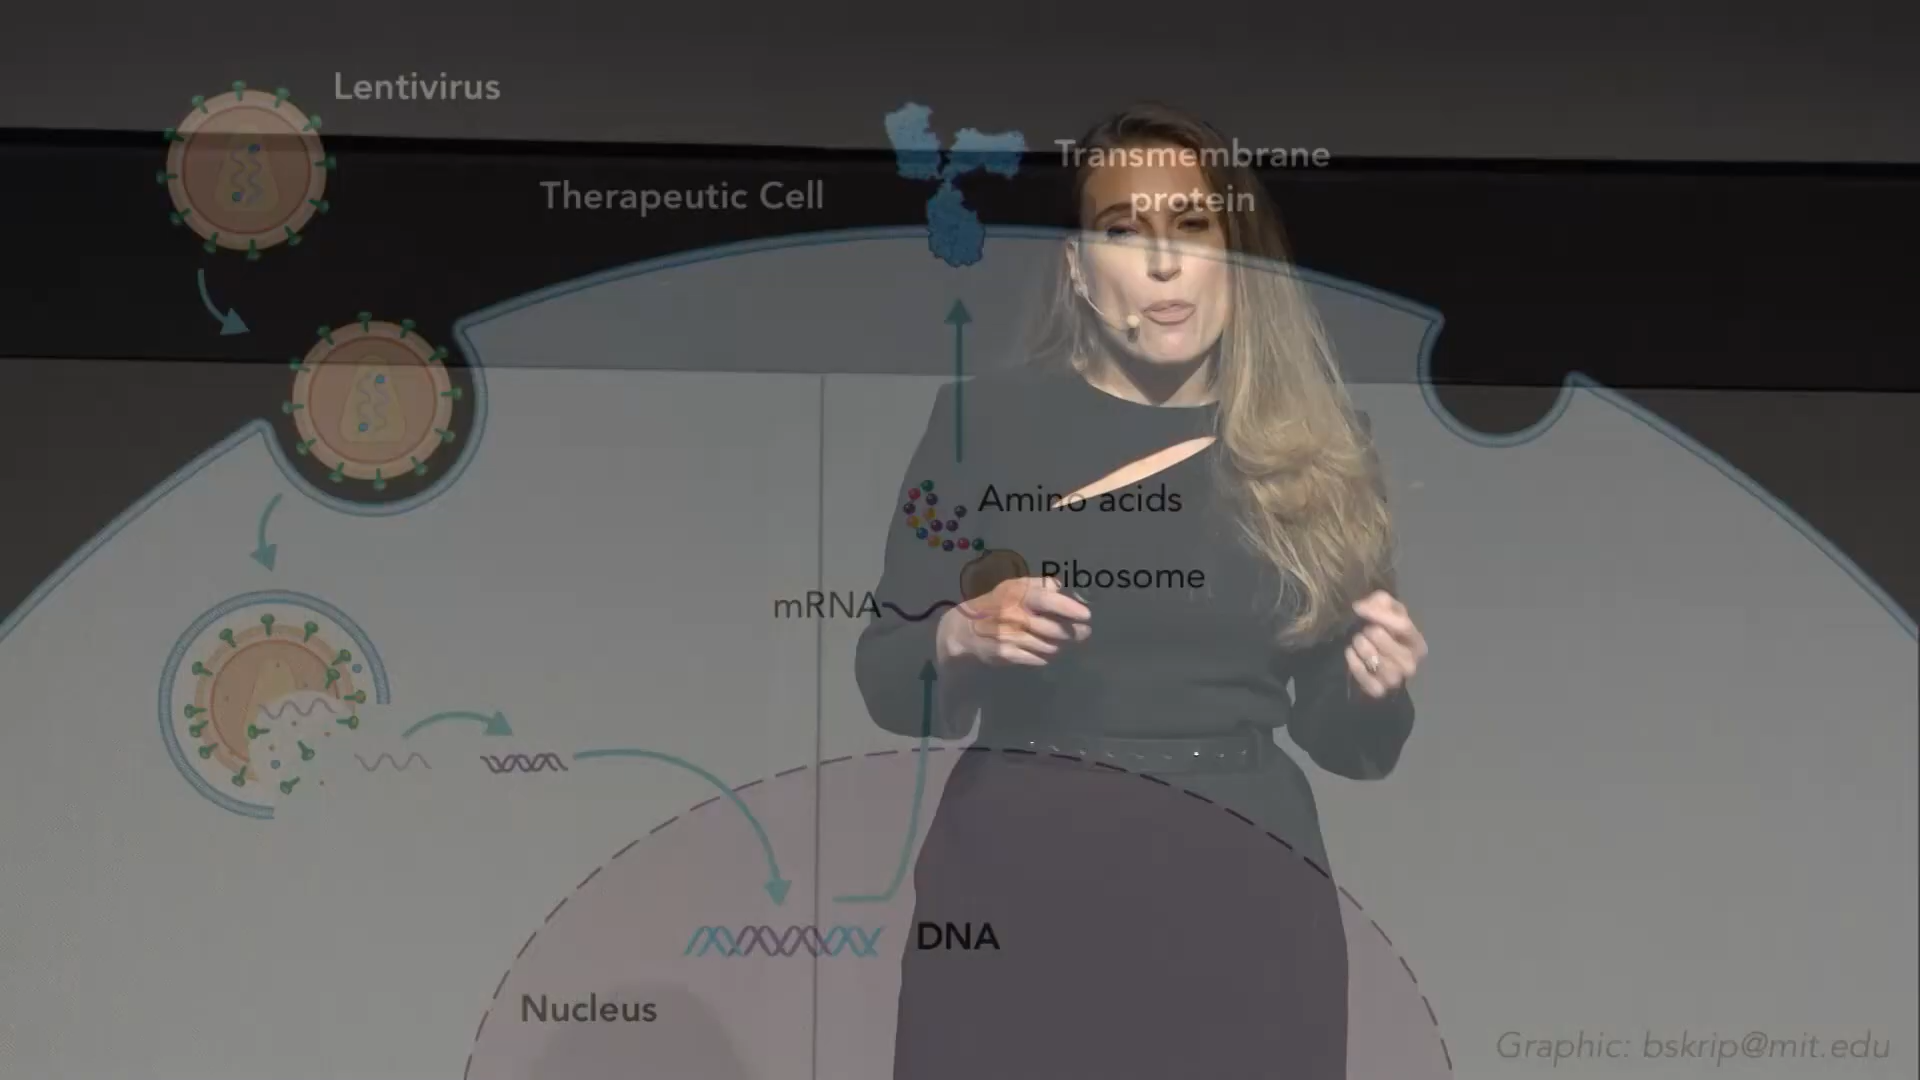 Lentivirus
Therapeutic Cell
Transmembrane
protein
Amino acids
Ribosome
mRNA
DNA
Nucleus
Graphic: bskrip@mit.edu